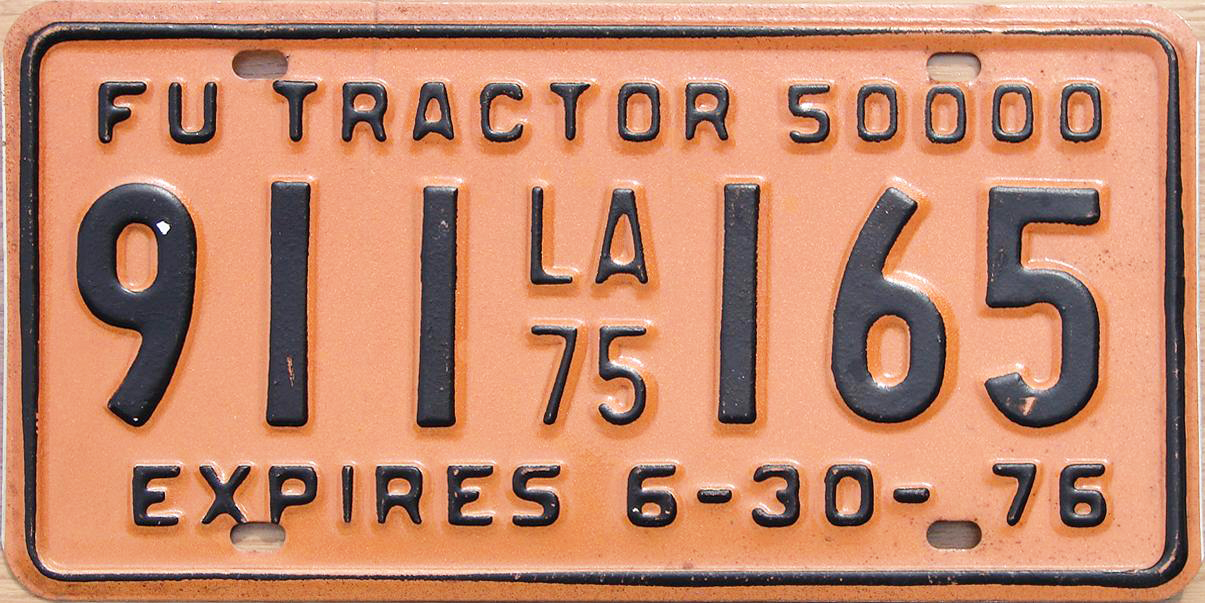 FU TRACTOR 50000
911 LA 75 165
EXPIRES 6-30-76